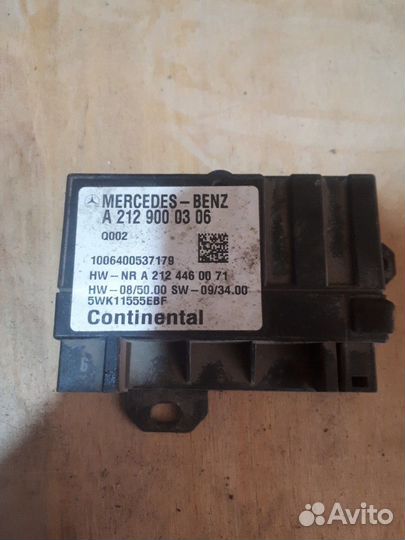 MERCEDES-BENZ
A 212 900 03 06
Q002
1006400537179
HW-NR A 212 446 00 71
HW-08/50.00 SW-09/34.00
5WK11555EBF
Continental
Avito